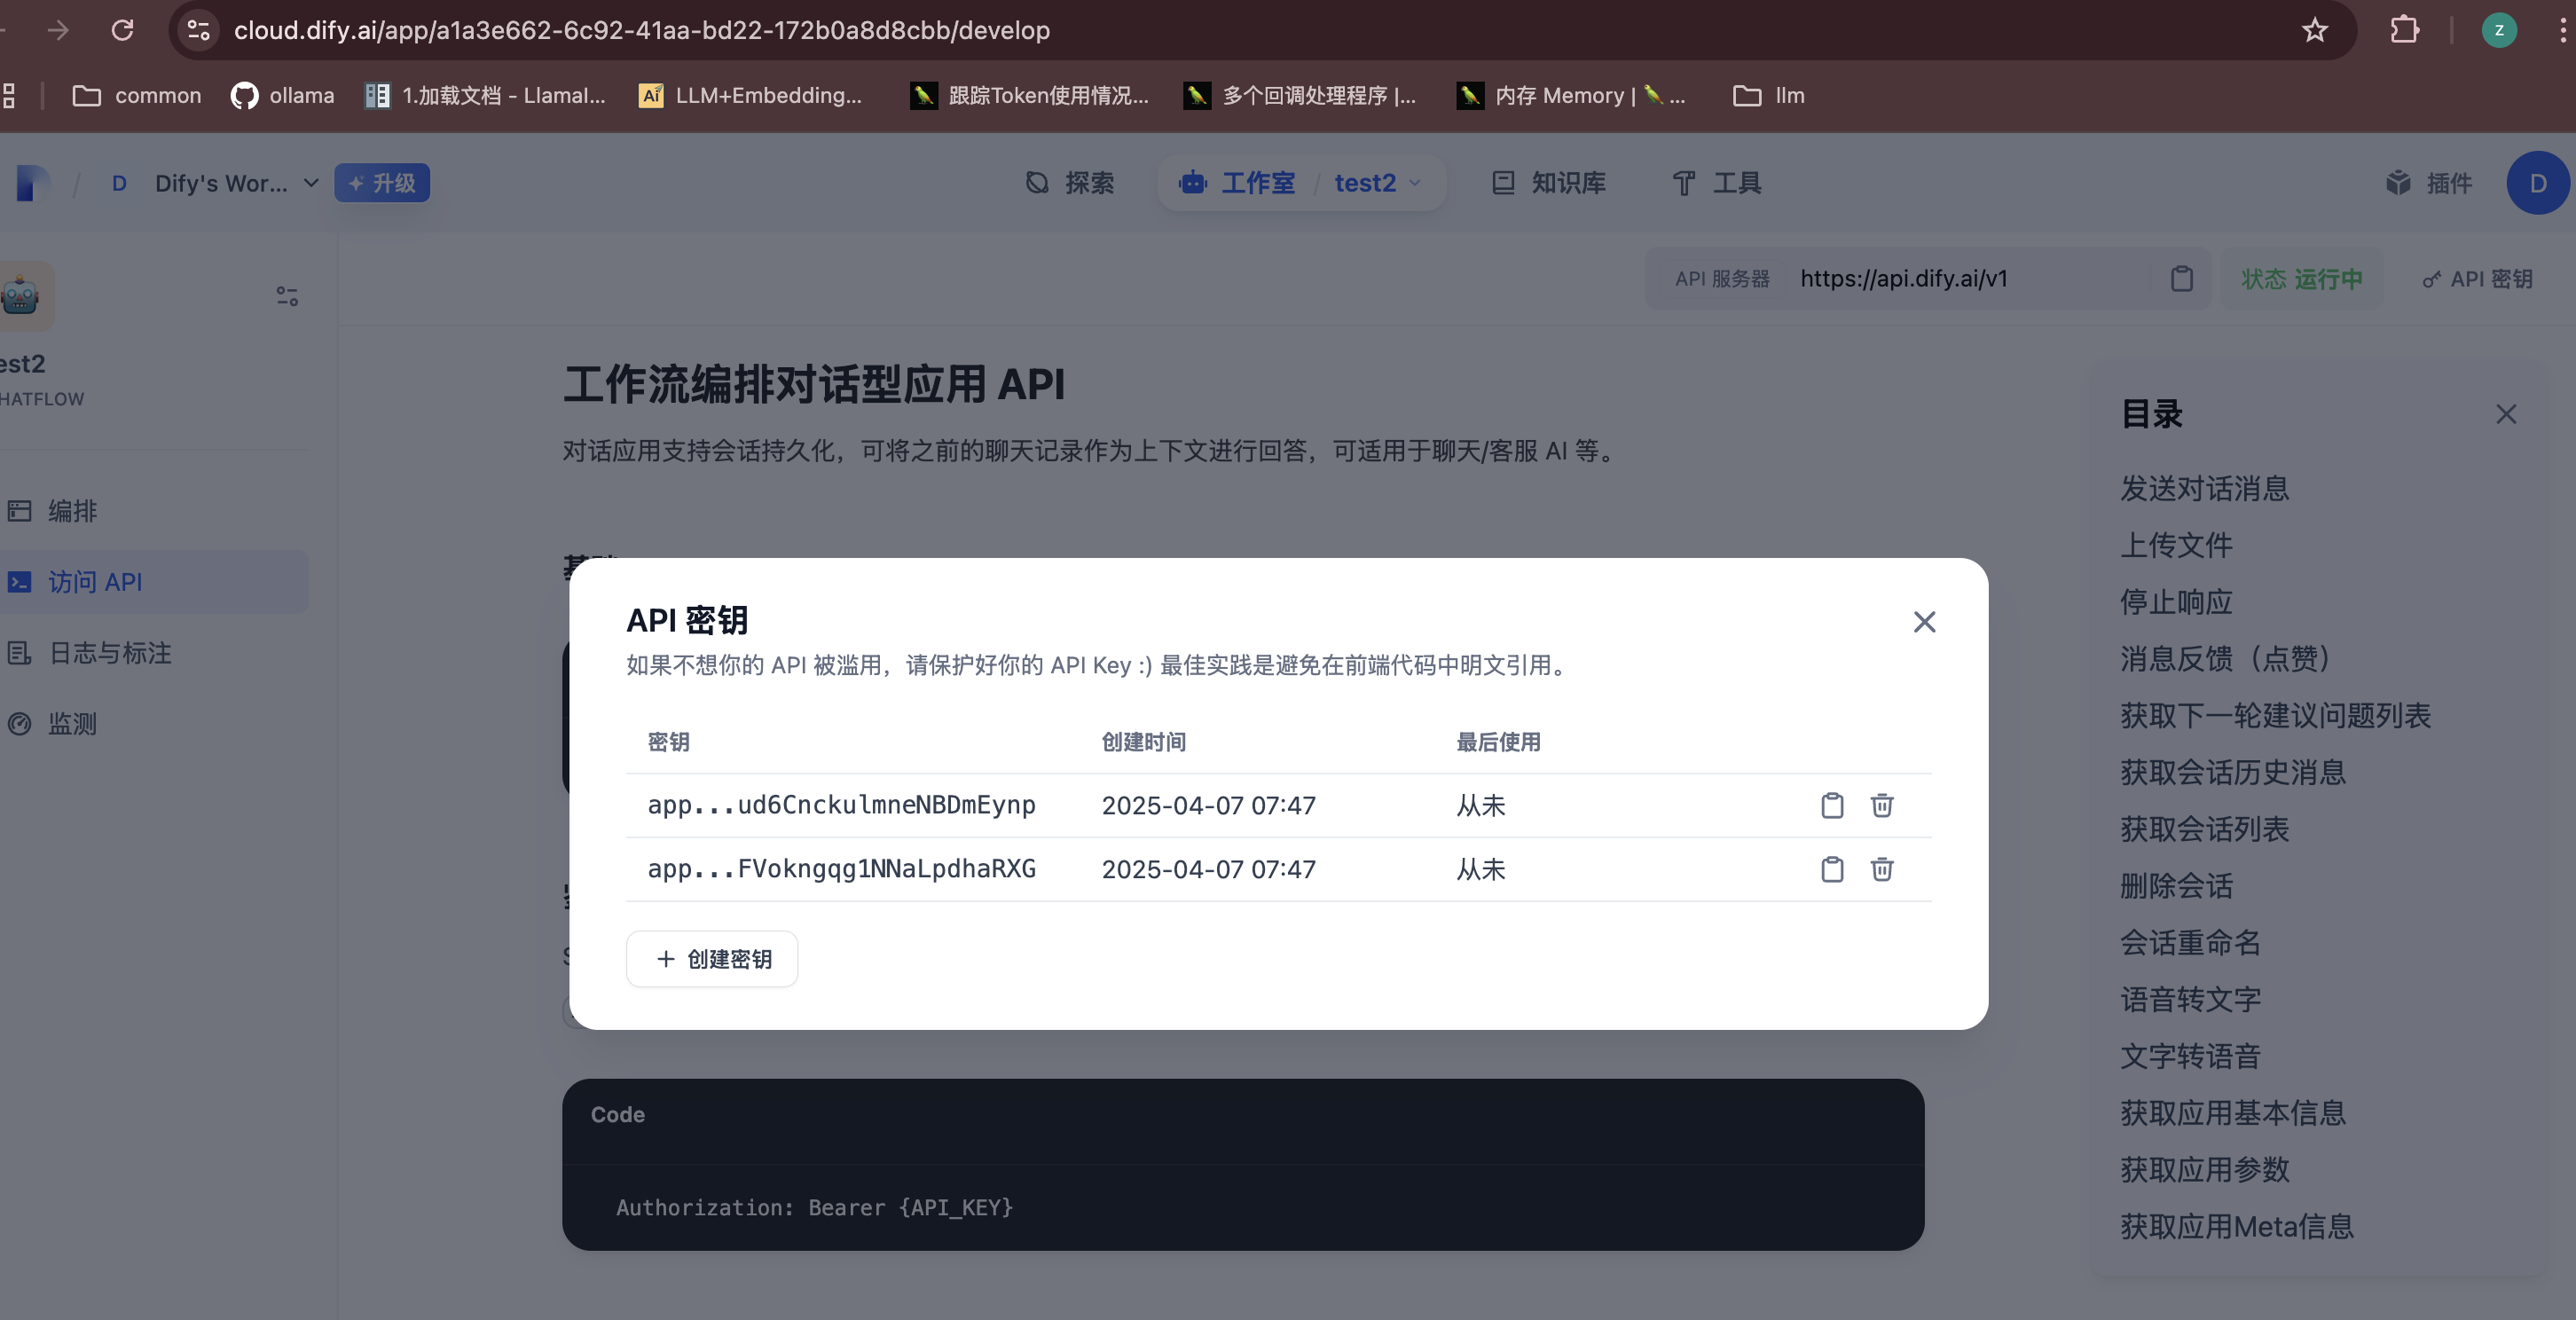 cloud.dify.ai/app/a1a3e662-6c92-41aa-bd22-172b0a8d8cbb/develop
z
common
ollama
1.加载文档 - LlamaI...
LLM+Embedding...
跟踪Token使用情况...
多个回调处理程序 |...
内存 Memory | 🦜 ...
llm
/ D Dify's Wor... 升级
探索
工作室 / test2
知识库
工具
插件
D
API 服务器 https://api.dify.ai/v1
状态 运行中
API 密钥
est2
HATFLOW
编排
访问 API
日志与标注
监测
工作流编排对话型应用 API
对话应用支持会话持久化，可将之前的聊天记录作为上下文进行回答，可适用于聊天/客服 AI 等。
API 密钥
如果不想你的 API 被滥用，请保护好你的 API Key :) 最佳实践是避免在前端代码中明文引用。
密钥 创建时间 最后使用
app...ud6CnckulmneNBDmEynp 2025-04-07 07:47 从未
app...FVokngqg1NNaLpdhaRXG 2025-04-07 07:47 从未
+ 创建密钥
Code
Authorization: Bearer {API_KEY}
目录
发送对话消息
上传文件
停止响应
消息反馈（点赞）
获取下一轮建议问题列表
获取会话历史消息
获取会话列表
删除会话
会话重命名
语音转文字
文字转语音
获取应用基本信息
获取应用参数
获取应用Meta信息